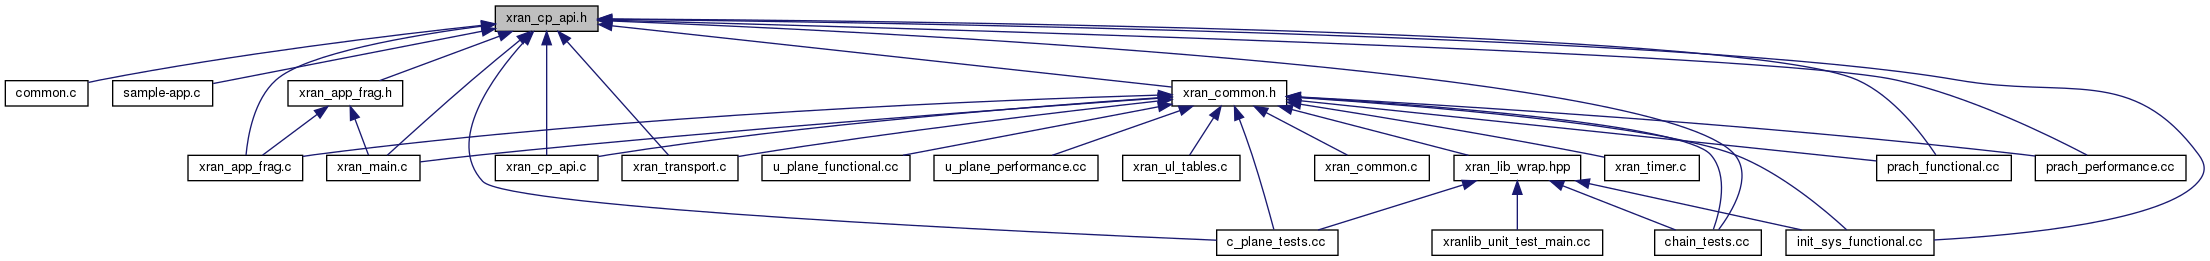 xran_cp_api.h
common.c
sample-app.c
xran_app_frag.h
xran_common.h
xran_app_frag.c
xran_main.c
xran_cp_api.c
xran_transport.c
u_plane_functional.cc
u_plane_performance.cc
xran_ul_tables.c
xran_common.c
xran_lib_wrap.hpp
xran_timer.c
prach_functional.cc
prach_performance.cc
c_plane_tests.cc
xranlib_unit_test_main.cc
chain_tests.cc
init_sys_functional.cc